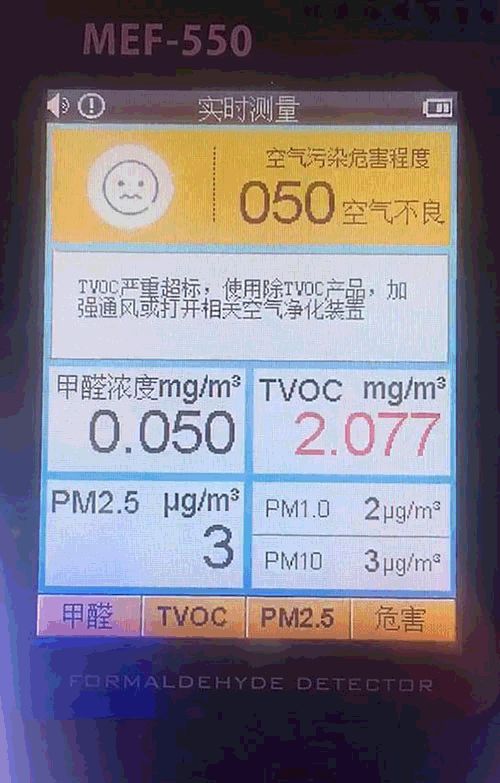 MEF-550
实时测量
空气污染危害程度
050 空气不良
TVOC严重超标，使用除TVOC产品，加
强通风或打开相关空气净化装置
甲醛浓度mg/m³
0.050
TVOC mg/m³
2.077
PM2.5 μg/m³
3
PM1.0 2μg/m³
PM10 3μg/m³
甲醛 TVOC PM2.5 危害
FORMALDEHYDE DETECTOR